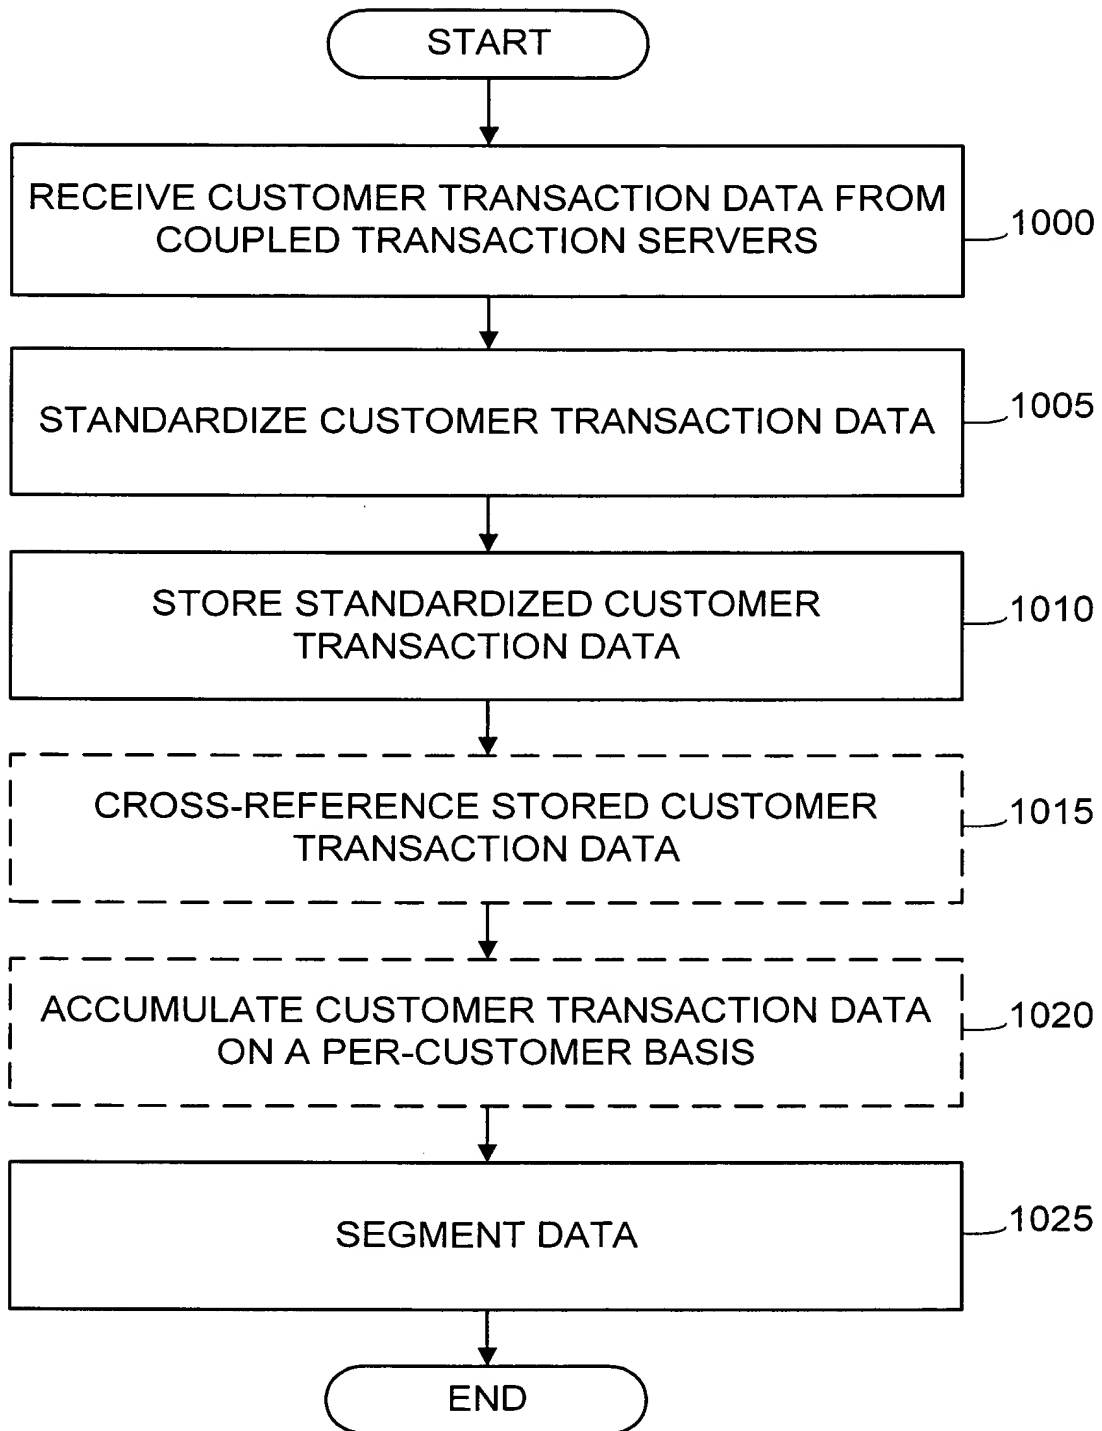 START
RECEIVE CUSTOMER TRANSACTION DATA FROM
COUPLED TRANSACTION SERVERS
1000
STANDARDIZE CUSTOMER TRANSACTION DATA
1005
STORE STANDARDIZED CUSTOMER
TRANSACTION DATA
1010
CROSS-REFERENCE STORED CUSTOMER
TRANSACTION DATA
1015
ACCUMULATE CUSTOMER TRANSACTION DATA
ON A PER-CUSTOMER BASIS
1020
SEGMENT DATA
1025
END